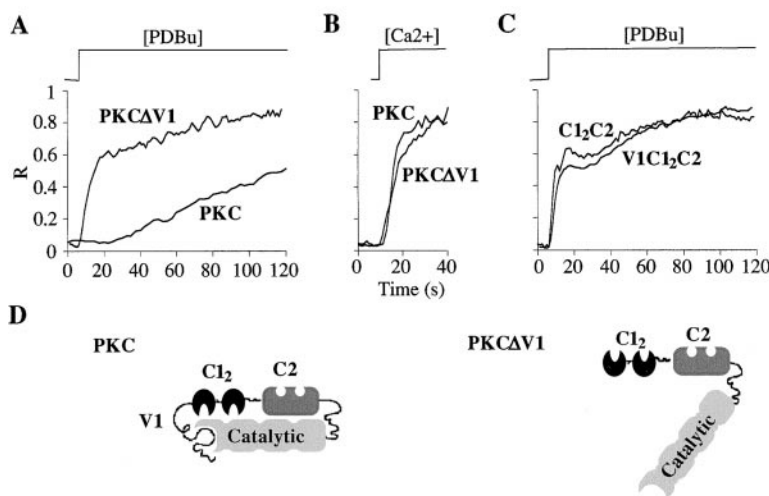 A
[PDBu]
B
[Ca2+]
C
[PDBu]
R
1
0.8
0.6
0.4
0.2
0
PKCΔV1
PKC
0 20 40 60 80 100 120
PKC
PKCΔV1
0 20 40
Time (s)
C1₂C2
V1C1₂C2
0 20 40 60 80 100 120
D
PKC
C1₂
C2
V1
Catalytic
PKCΔV1
C1₂
C2
Catalytic